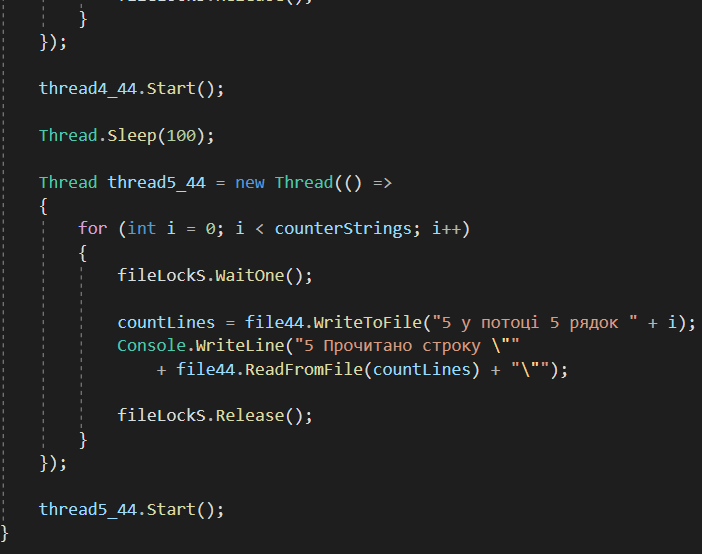 }
});
thread4_44.Start();
Thread.Sleep(100);
Thread thread5_44 = new Thread(() =>
{
for (int i = 0; i < counterStrings; i++)
{
fileLockS.WaitOne();
countLines = file44.WriteToFile("5 у потоці 5 рядок " + i);
Console.WriteLine("5 Прочитано строку \""
+ file44.ReadFromFile(countLines) + "\"");
fileLockS.Release();
}
});
thread5_44.Start();
}